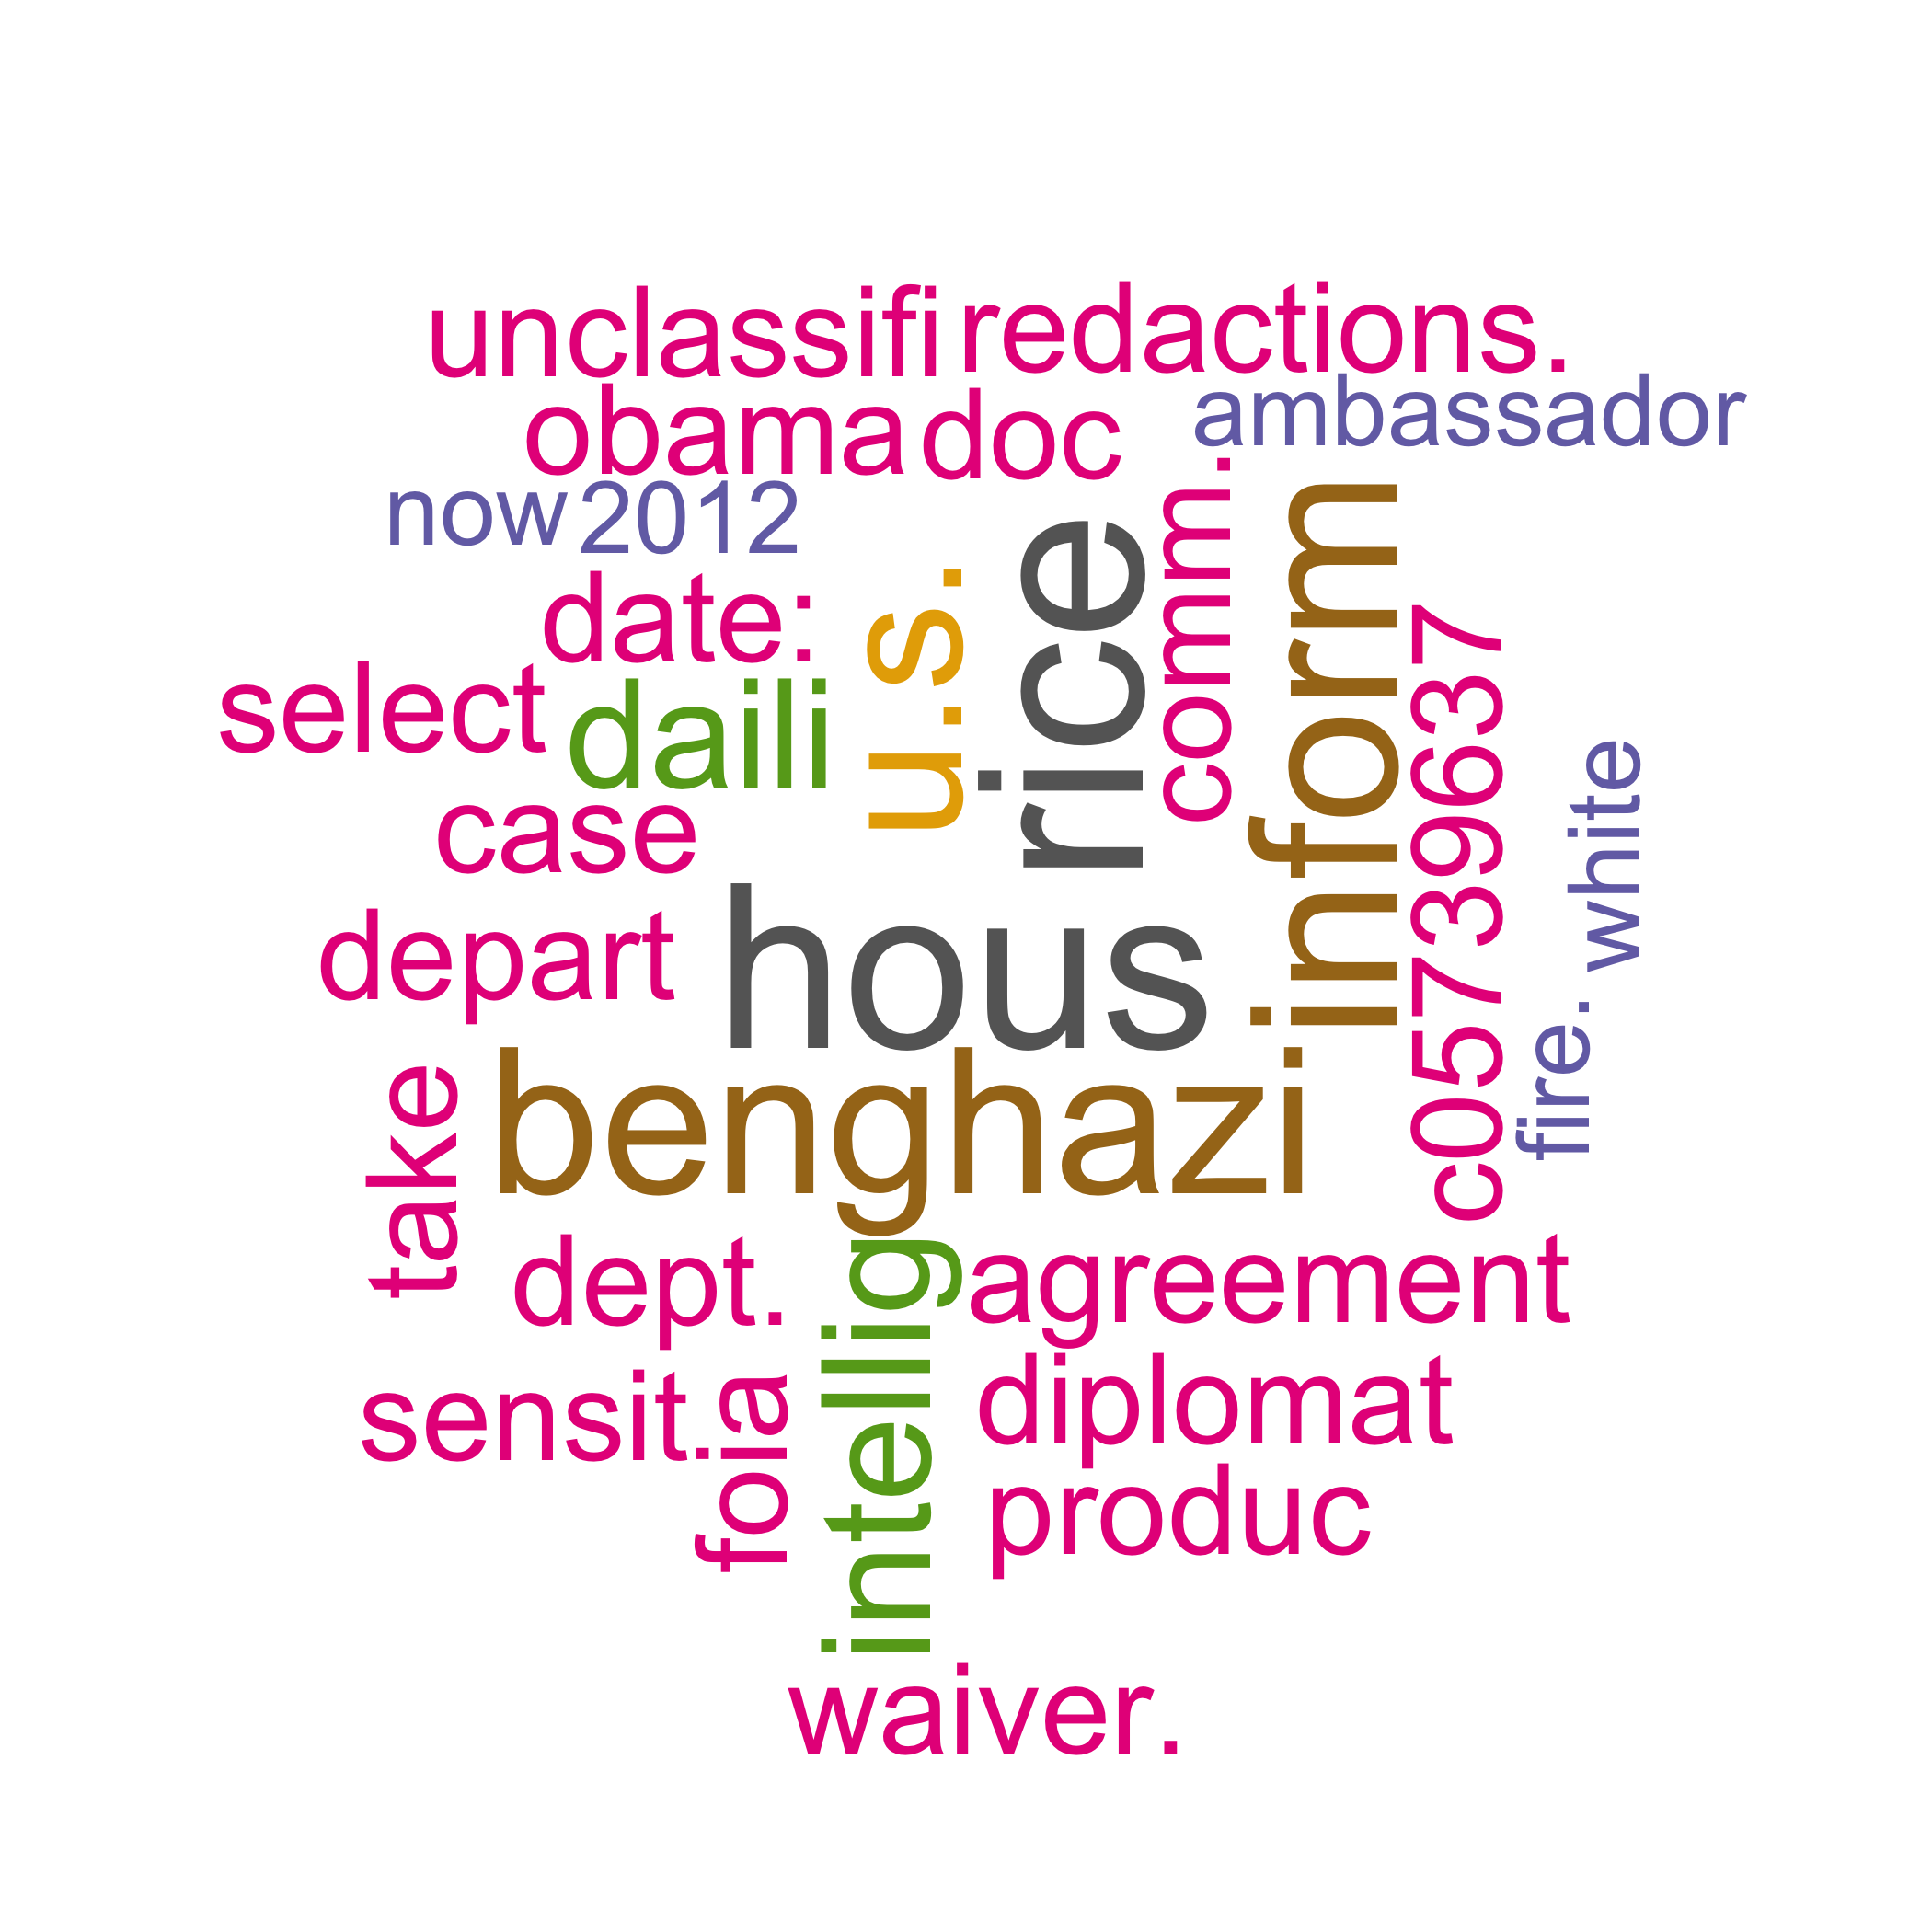 unclassifi redactions.
obama doc ambassador
now 2012
date:
u.s.
rice
comm.
inform
select
daili
case
c05739637
white
depart
hous
fire.
take
benghazi
dept.
agreement
sensit
foia
intellig
diplomat
produc
waiver.